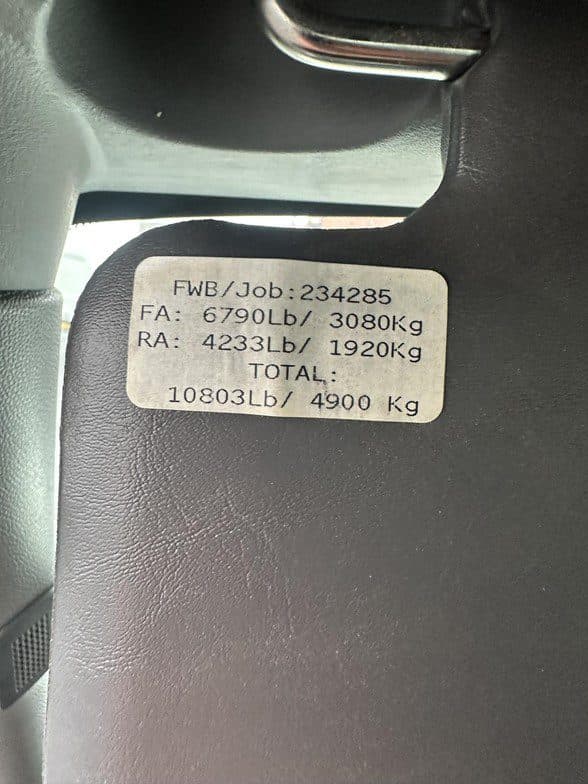 FWB/Job:234285
FA: 6790Lb/ 3080Kg
RA: 4233Lb/ 1920Kg
TOTAL:
10803Lb/ 4900 Kg